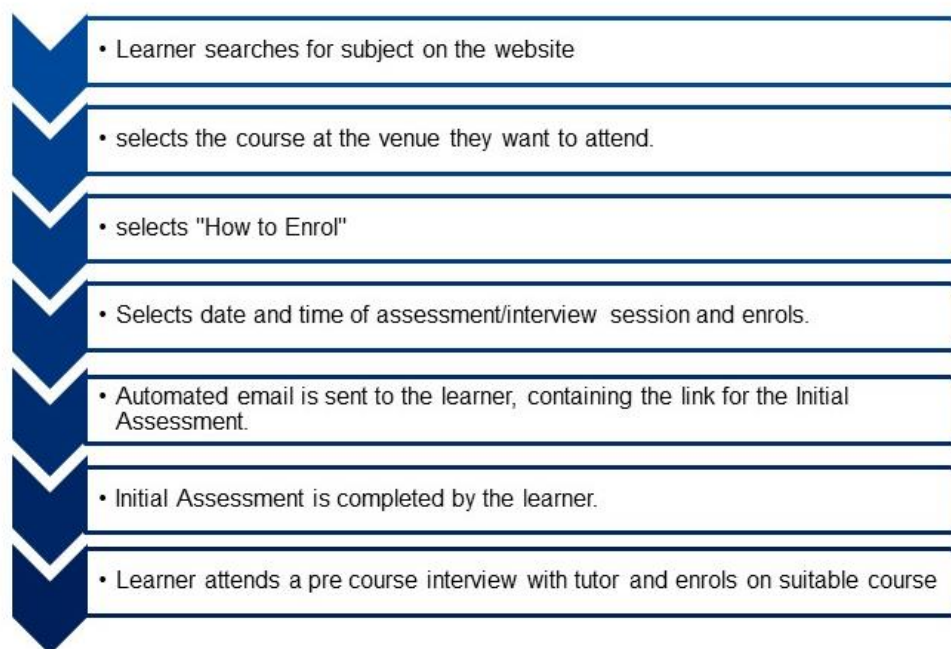 • Learner searches for subject on the website
• selects the course at the venue they want to attend.
• selects "How to Enrol"
• Selects date and time of assessment/interview session and enrols.
• Automated email is sent to the learner, containing the link for the Initial
Assessment.
• Initial Assessment is completed by the learner.
• Learner attends a pre course interview with tutor and enrols on suitable course